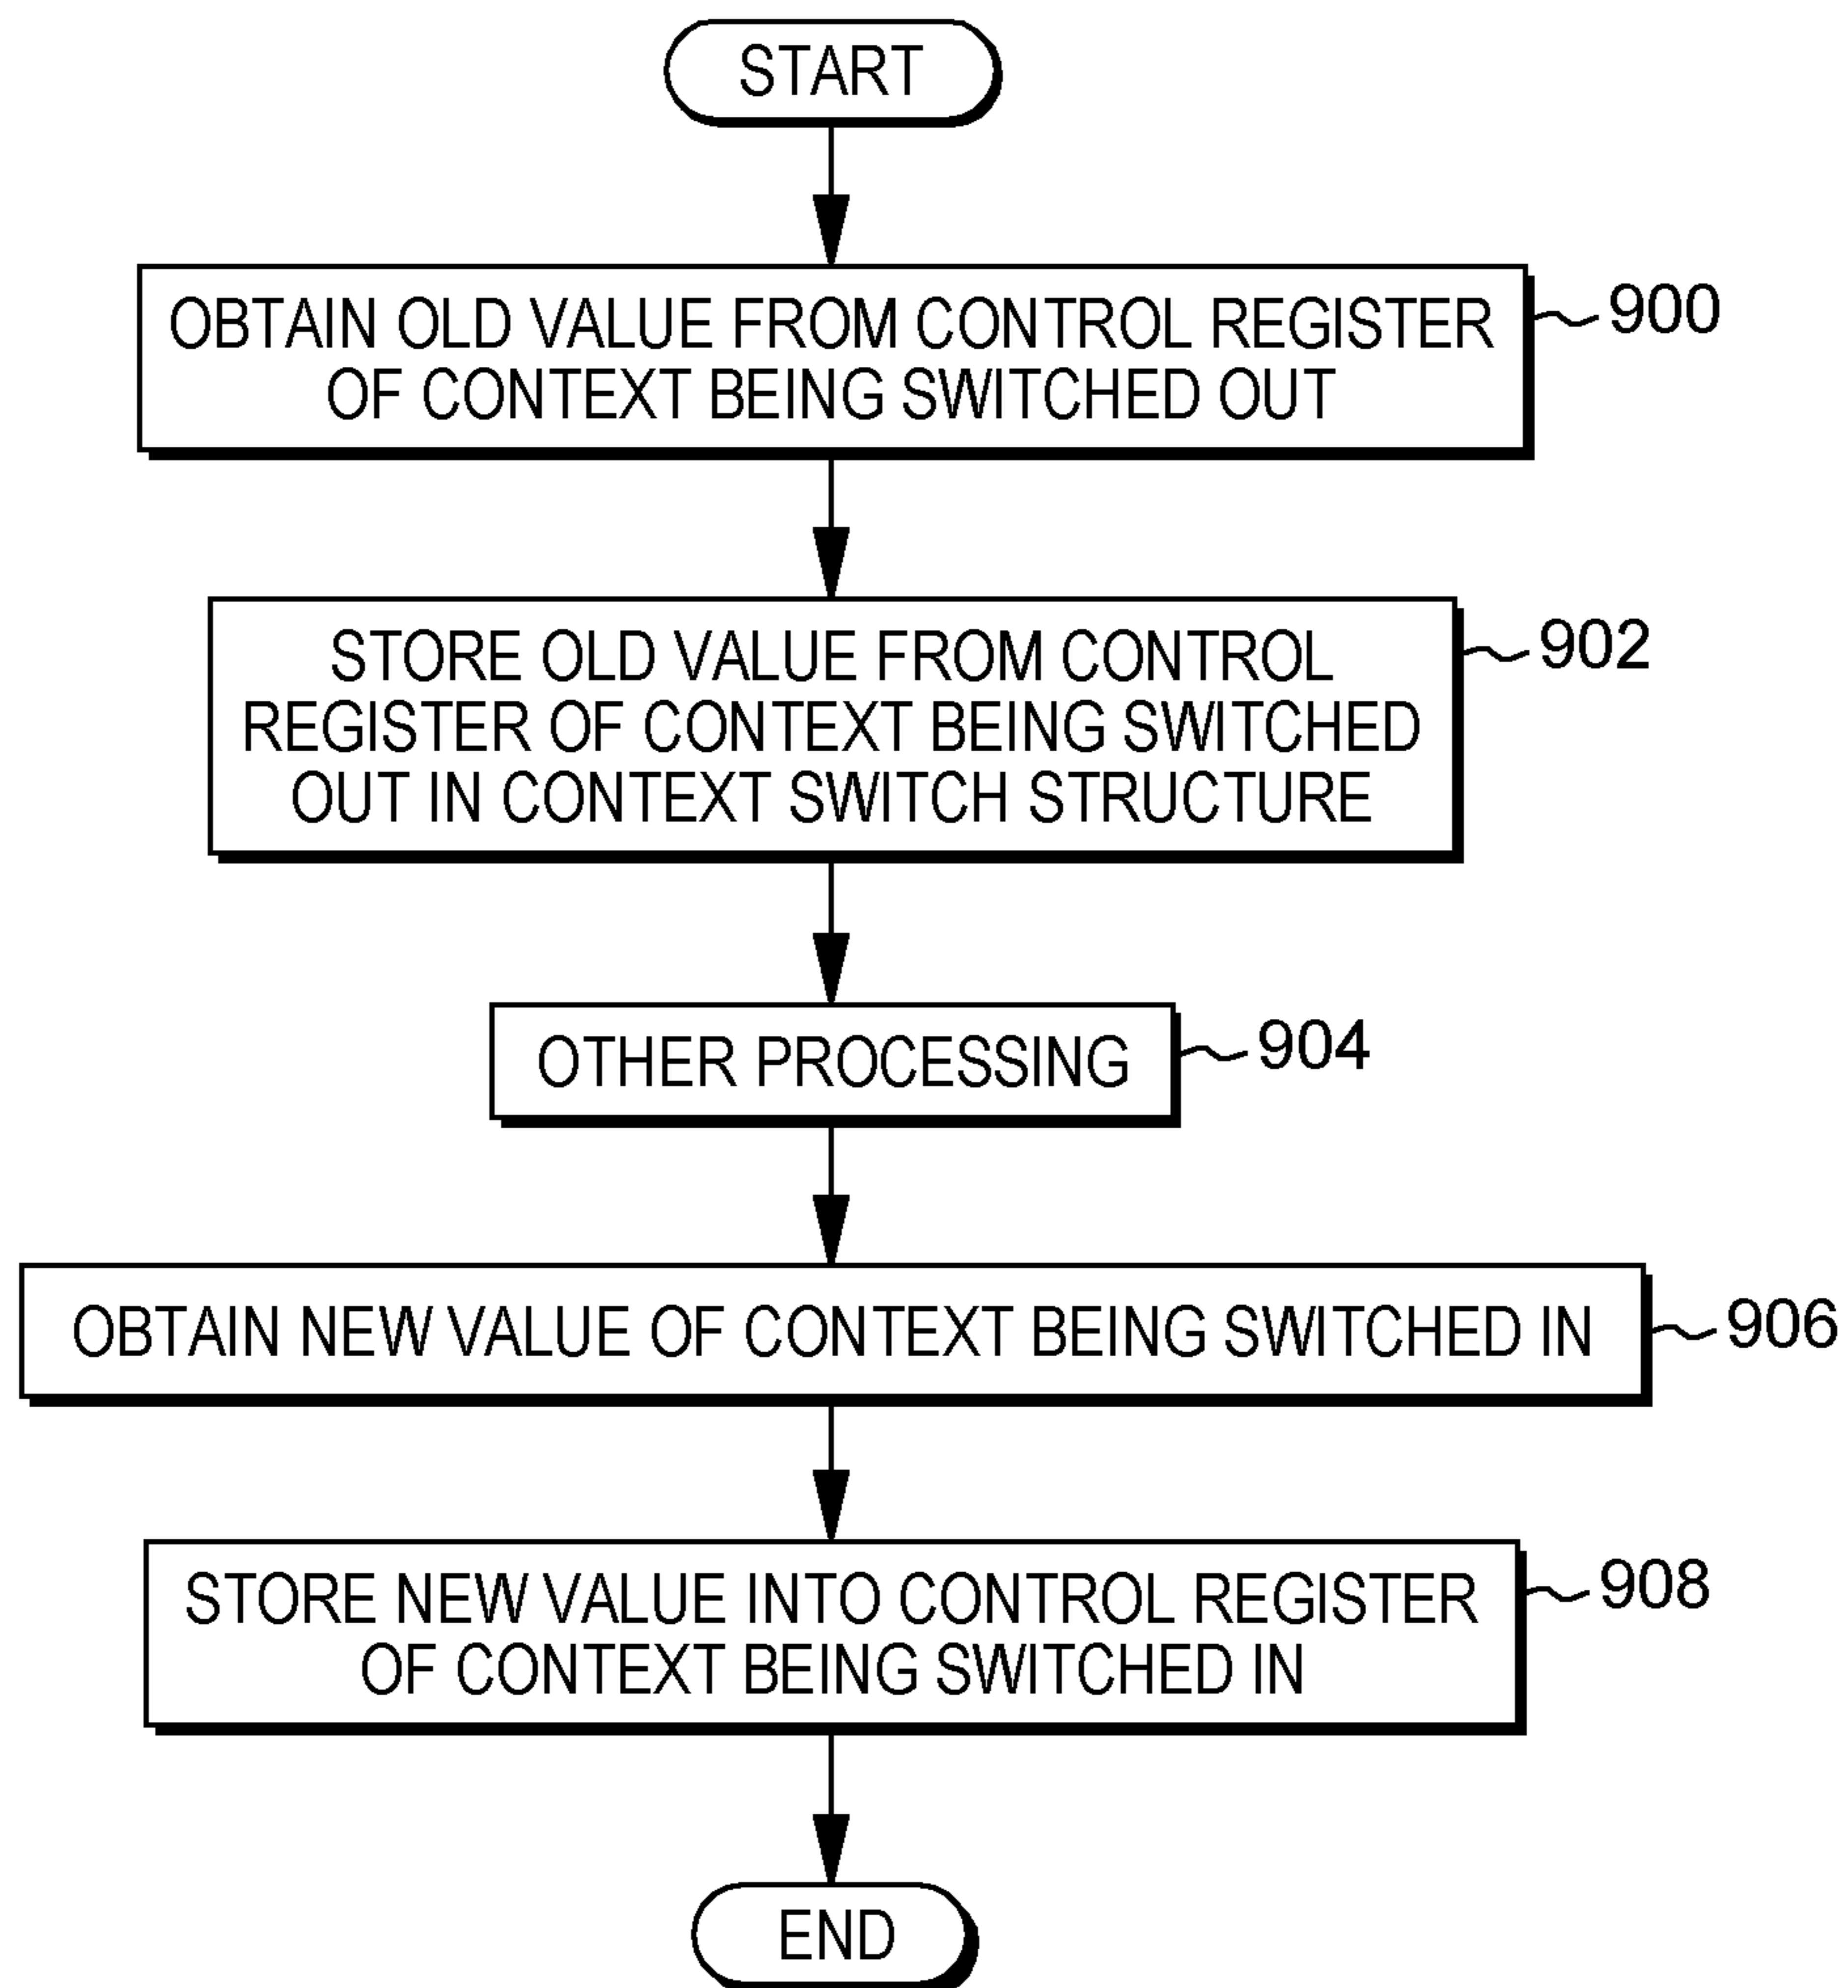 START
OBTAIN OLD VALUE FROM CONTROL REGISTER
OF CONTEXT BEING SWITCHED OUT
900
STORE OLD VALUE FROM CONTROL
REGISTER OF CONTEXT BEING SWITCHED
OUT IN CONTEXT SWITCH STRUCTURE
902
OTHER PROCESSING
904
OBTAIN NEW VALUE OF CONTEXT BEING SWITCHED IN
906
STORE NEW VALUE INTO CONTROL REGISTER
OF CONTEXT BEING SWITCHED IN
908
END